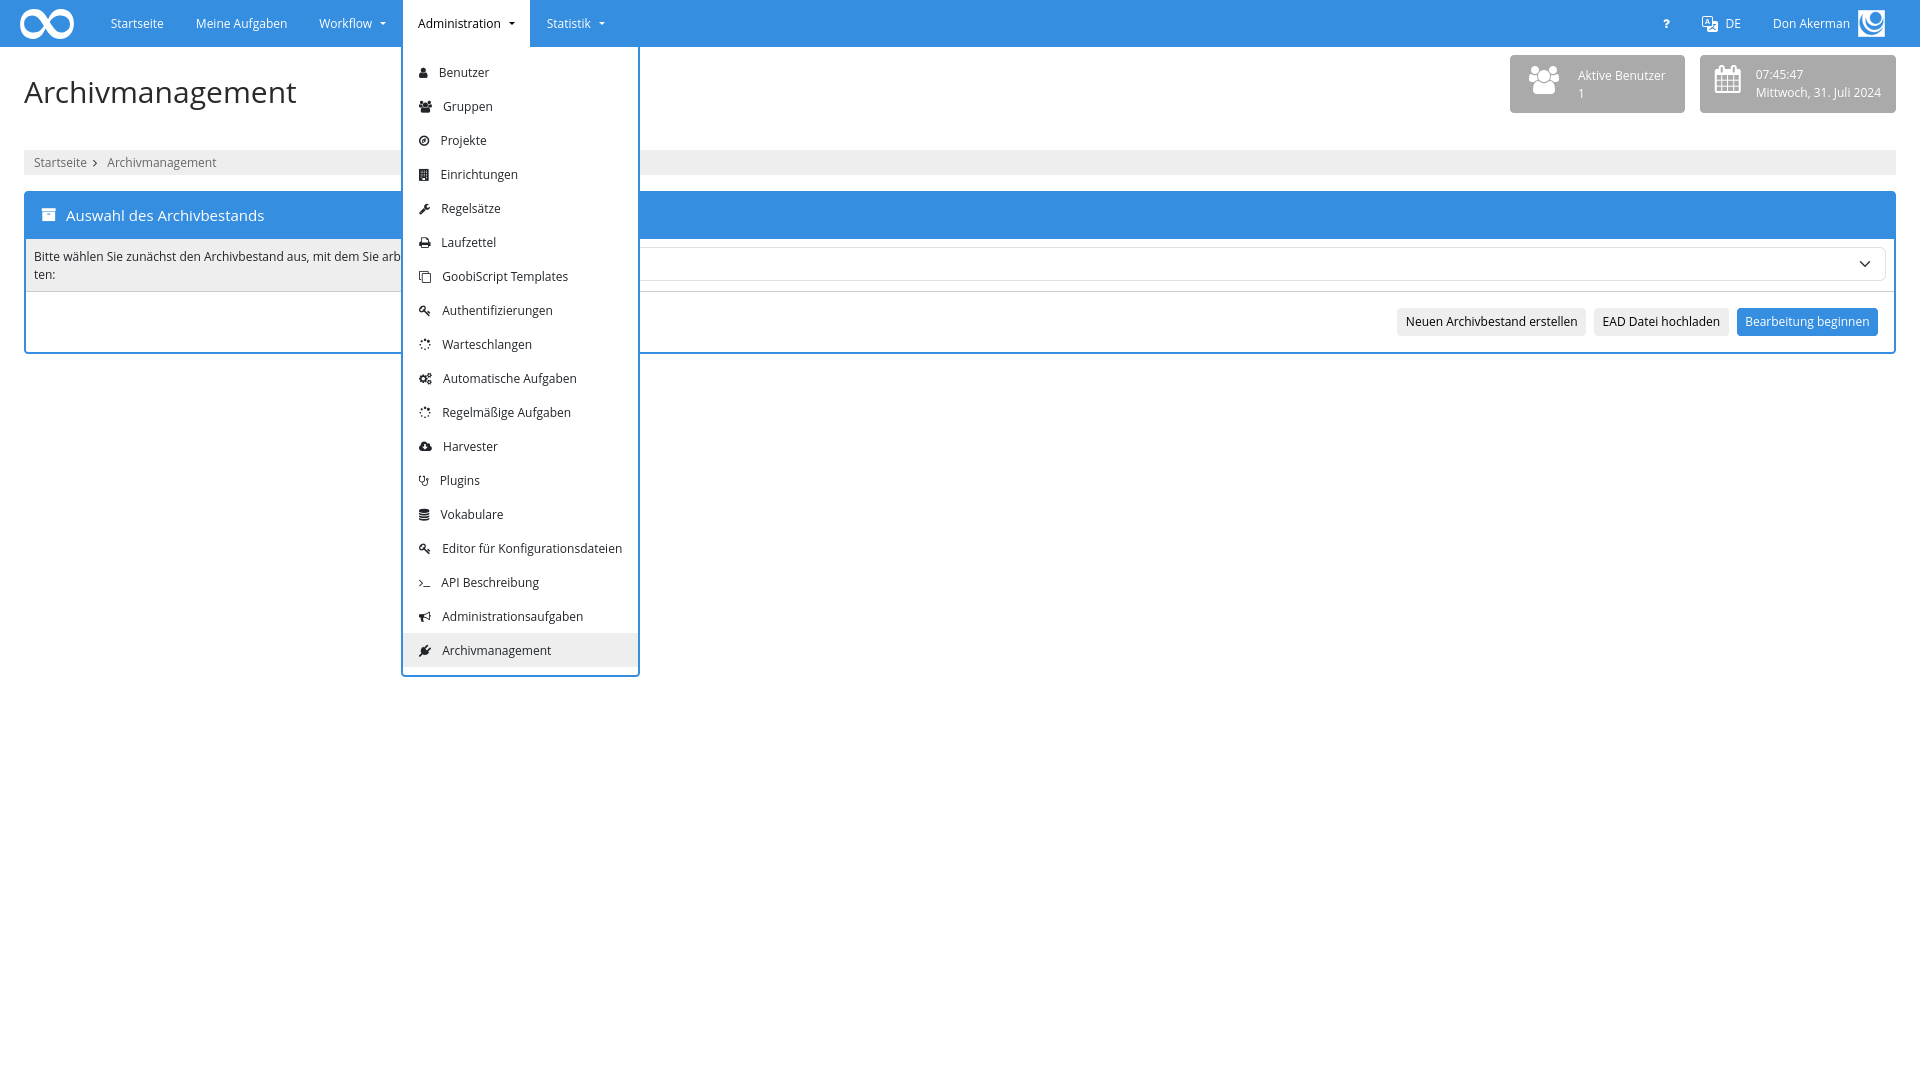 Startseite
Meine Aufgaben
Workflow
Administration
Statistik
?
DE
Don Akerman
Archivmanagement
Aktive Benutzer
1
07:45:47
Mittwoch, 31. Juli 2024
Startseite > Archivmanagement
Auswahl des Archivbestands
Bitte wählen Sie zunächst den Archivbestand aus, mit dem Sie arb
ten:
Neuen Archivbestand erstellen
EAD Datei hochladen
Bearbeitung beginnen
Benutzer
Gruppen
Projekte
Einrichtungen
Regelsätze
Laufzettel
GoobiScript Templates
Authentifizierungen
Warteschlangen
Automatische Aufgaben
Regelmäßige Aufgaben
Harvester
Plugins
Vokabulare
Editor für Konfigurationsdateien
API Beschreibung
Administrationsaufgaben
Archivmanagement